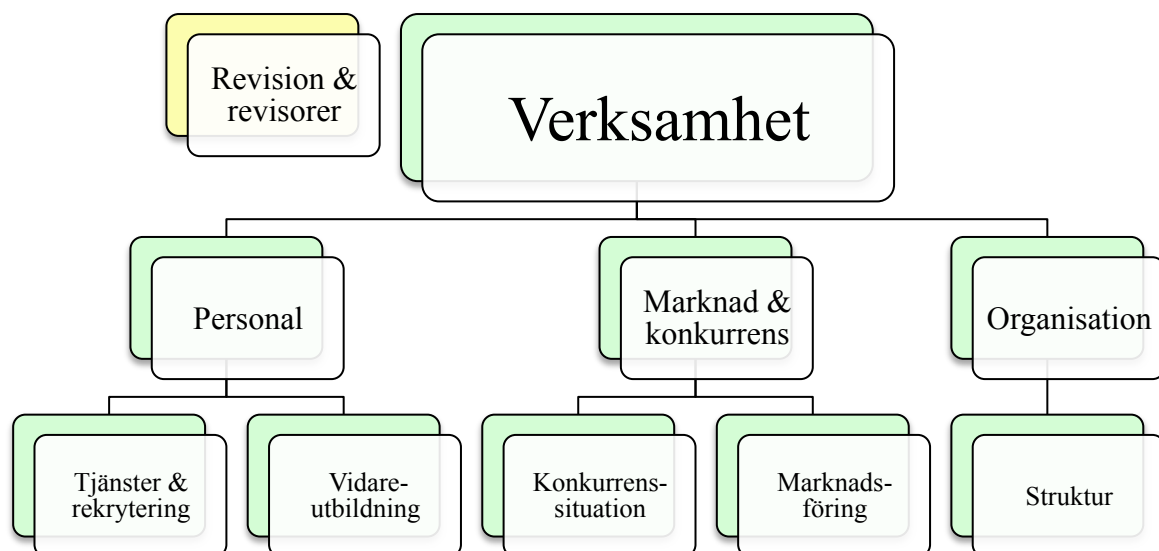 Revision &
revisorer
Verksamhet
Personal
Marknad &
konkurrens
Organisation
Tjänster &
rekrytering
Vidare-
utbildning
Konkurrens-
situation
Marknads-
föring
Struktur